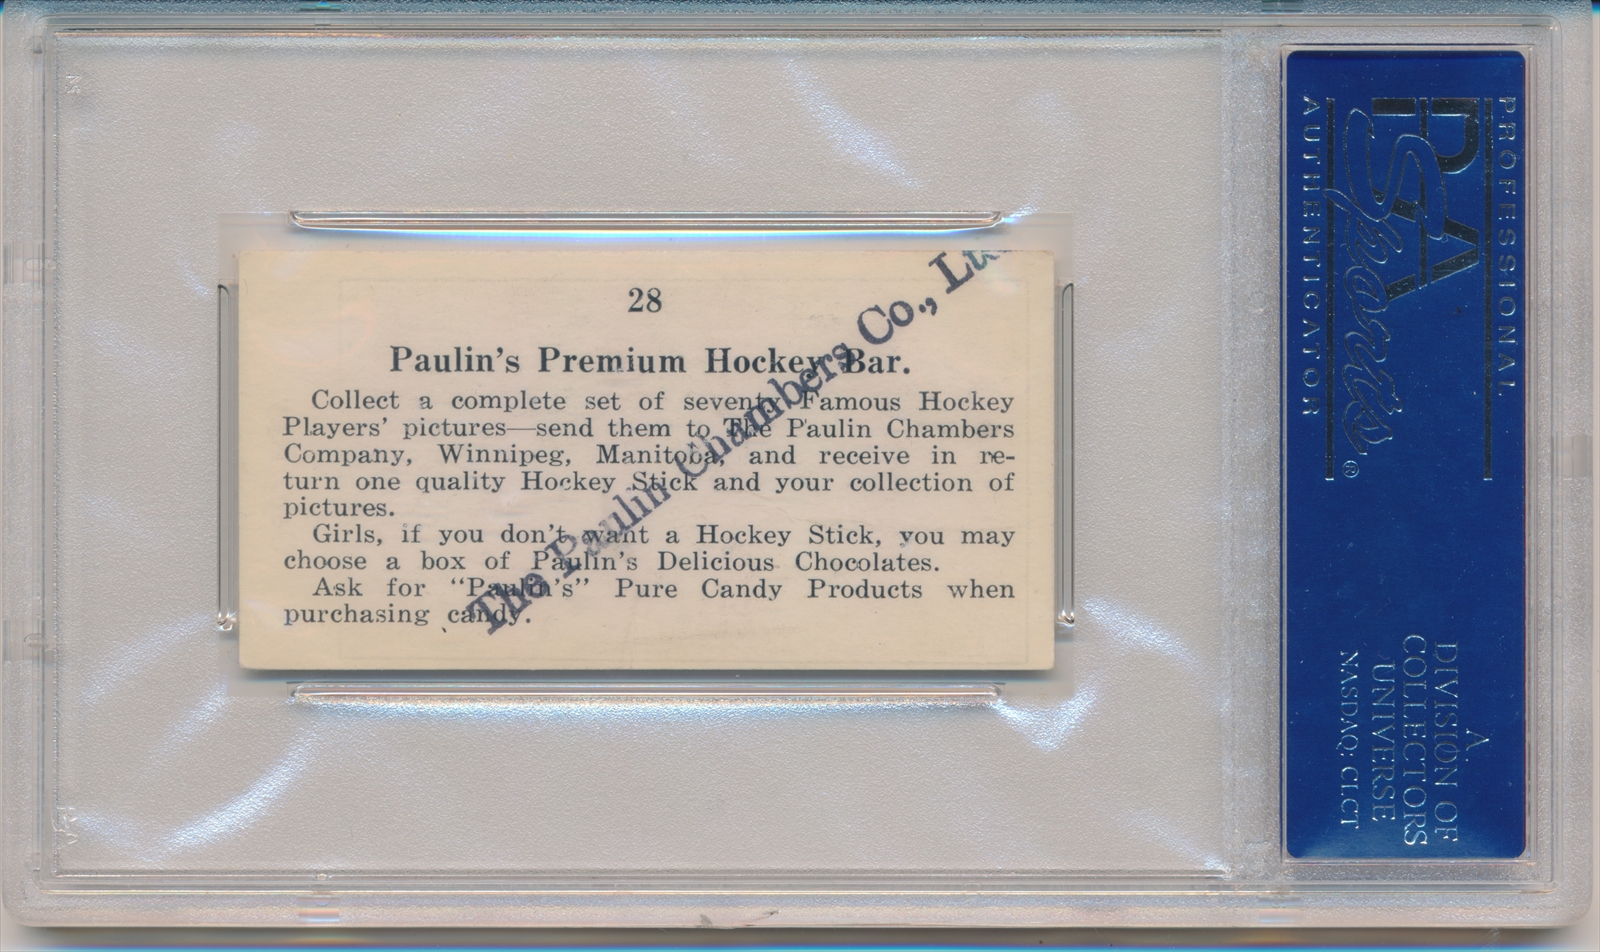 28
Paulin's Premium Hockey Bar.
Collect a complete set of seventy Famous Hockey
Players' pictures—send them to The Paulin Chambers
Company, Winnipeg, Manitoba, and receive in re-
turn one quality Hockey Stick and your collection of
pictures.
Girls, if you don't want a Hockey Stick, you may
choose a box of Paulin's Delicious Chocolates.
Ask for "Paulin's" Pure Candy Products when
purchasing candy.
The Paulin Chambers Co.,
PROFESSIONAL
PSA
Sports
AUTHENTICATOR
®
A
DIVISION OF
COLLECTORS
UNIVERSE
NASDAQ: CLCT